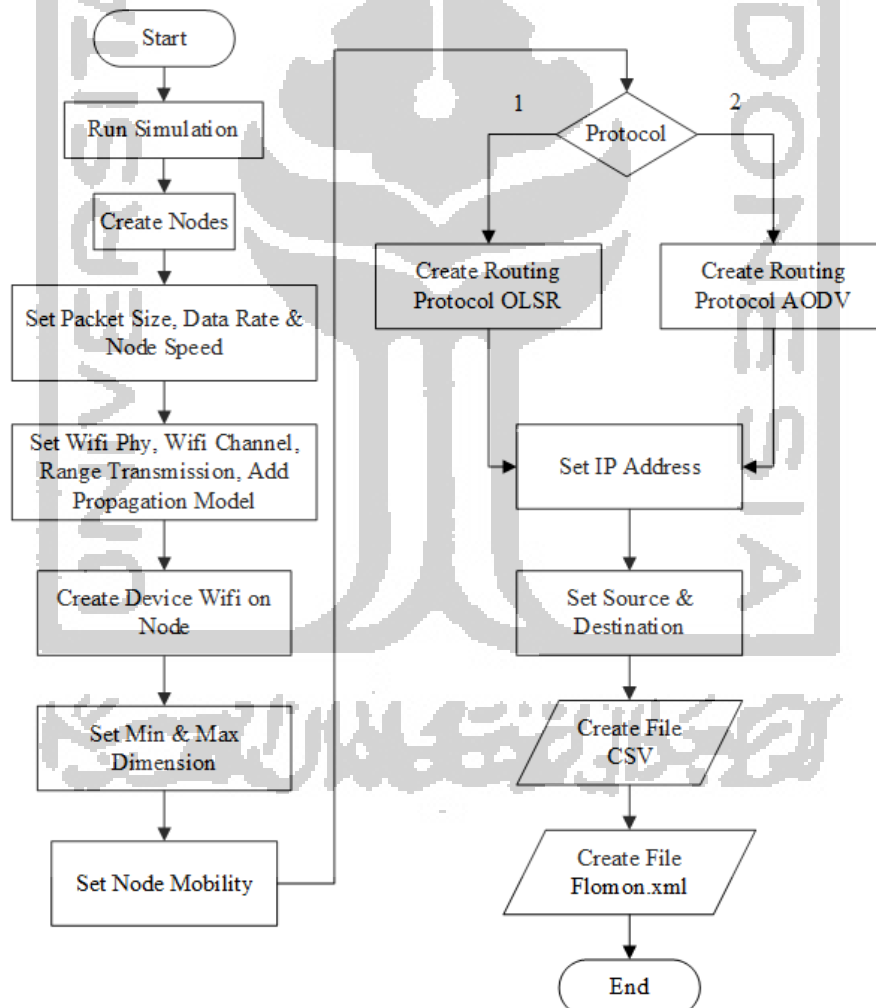 Start
Run Simulation
Create Nodes
Set Packet Size, Data Rate &
Node Speed
Set Wifi Phy, Wifi Channel,
Range Transmission, Add
Propagation Model
Create Device Wifi on
Node
Set Min & Max
Dimension
Set Node Mobility
Protocol
1
2
Create Routing
Protocol OLSR
Create Routing
Protocol AODV
Set IP Address
Set Source &
Destination
Create File
CSV
Create File
Flomon.xml
End
UNIVERSIT
DONESIA